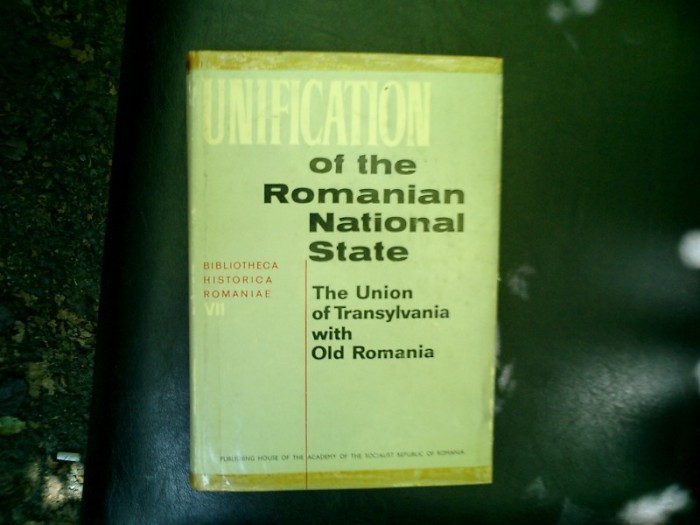 UNIFICATION
of the
Romanian
National
State
BIBLIOTHECA
HISTORICA
ROMANIAE
VII
The Union
of Transylvania
with
Old Romania
PUBLISHING HOUSE OF THE ACADEMY OF THE SOCIALIST REPUBLIC OF ROMANIA